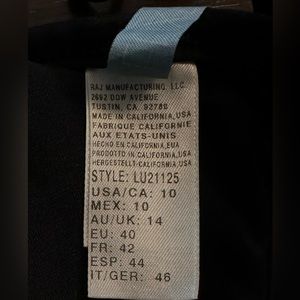 RAJ MANUFACTURING, LLC
2692 DOW AVENUE
TUSTIN, CA. 92780
MADE IN CALIFORNIA, USA
FABRIQUE CALIFORNIE
AUX ETATS-UNIS
HECHO EN CALIFORNIA, EUA
PRODOTTO IN CALIFORNIA, USA
HERGESTELLT-CALIFORNIA, USA
STYLE: LU21125
USA/CA: 10
MEX: 10
AU/UK: 14
EU: 40
FR: 42
ESP: 44
IT/GER: 46